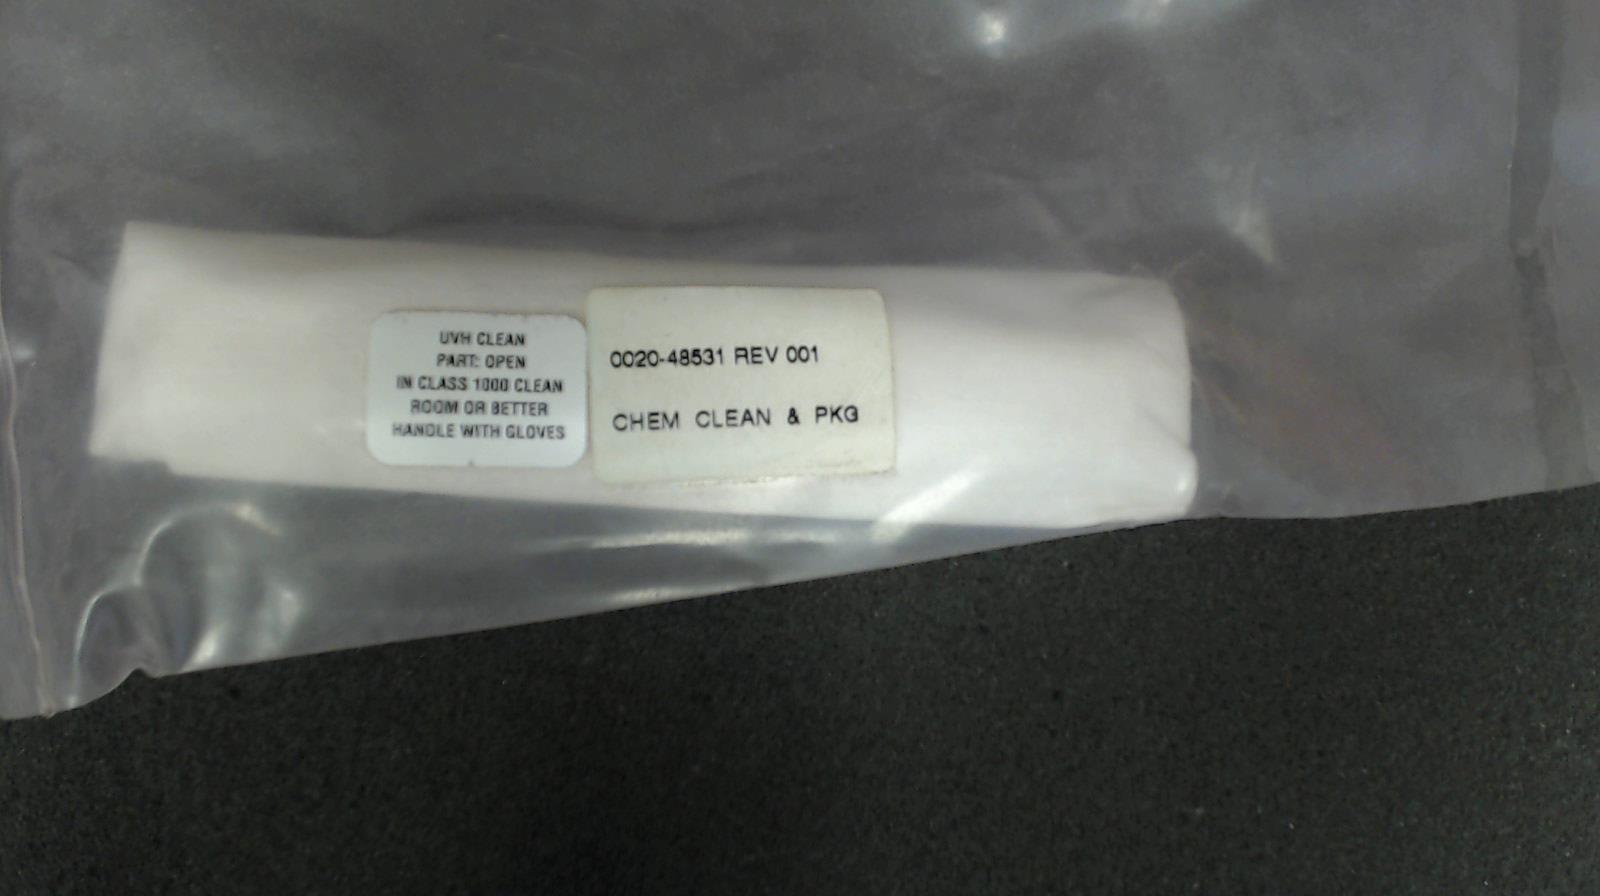 UVH CLEAN
PART: OPEN
IN CLASS 1000 CLEAN
ROOM OR BETTER
HANDLE WITH GLOVES
0020-48531 REV 001
CHEM CLEAN & PKG